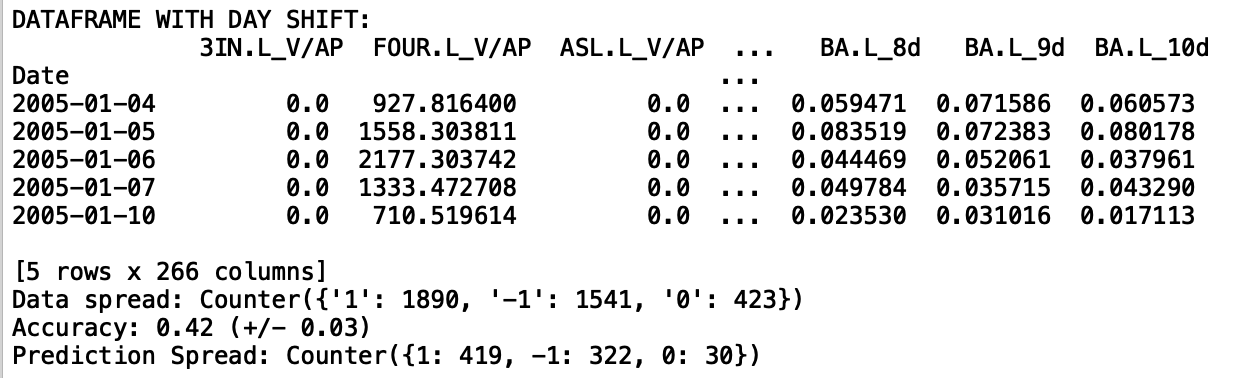 DATAFRAME WITH DAY SHIFT:
3IN.L_V/AP FOUR.L_V/AP ASL.L_V/AP ... BA.L_8d BA.L_9d BA.L_10d
Date ...
2005-01-04 0.0 927.816400 0.0 ... 0.059471 0.071586 0.060573
2005-01-05 0.0 1558.303811 0.0 ... 0.083519 0.072383 0.080178
2005-01-06 0.0 2177.303742 0.0 ... 0.044469 0.052061 0.037961
2005-01-07 0.0 1333.472708 0.0 ... 0.049784 0.035715 0.043290
2005-01-10 0.0 710.519614 0.0 ... 0.023530 0.031016 0.017113
[5 rows x 266 columns]
Data spread: Counter({'1': 1890, '-1': 1541, '0': 423})
Accuracy: 0.42 (+/- 0.03)
Prediction Spread: Counter({1: 419, -1: 322, 0: 30})